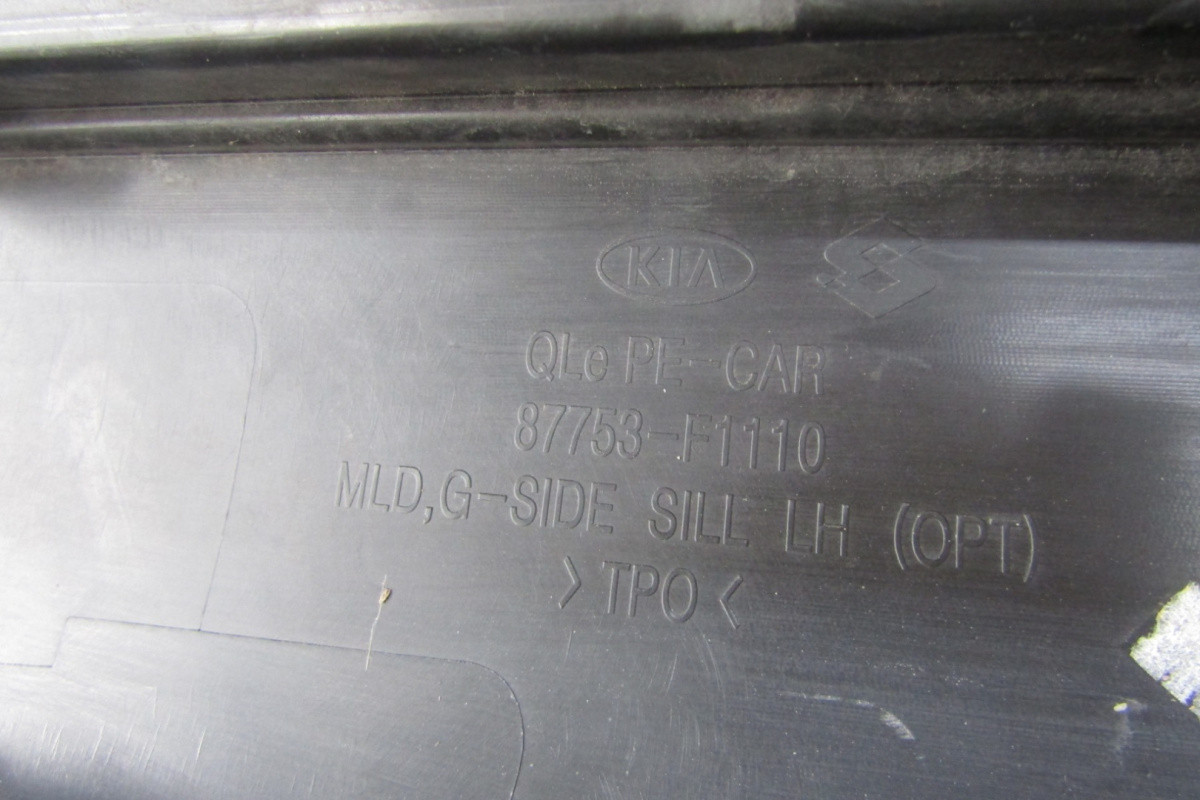 KIA
QLe PE-CAR
87753-F1110
MLD,G-SIDE SILL LH (OPT)
>TPO<